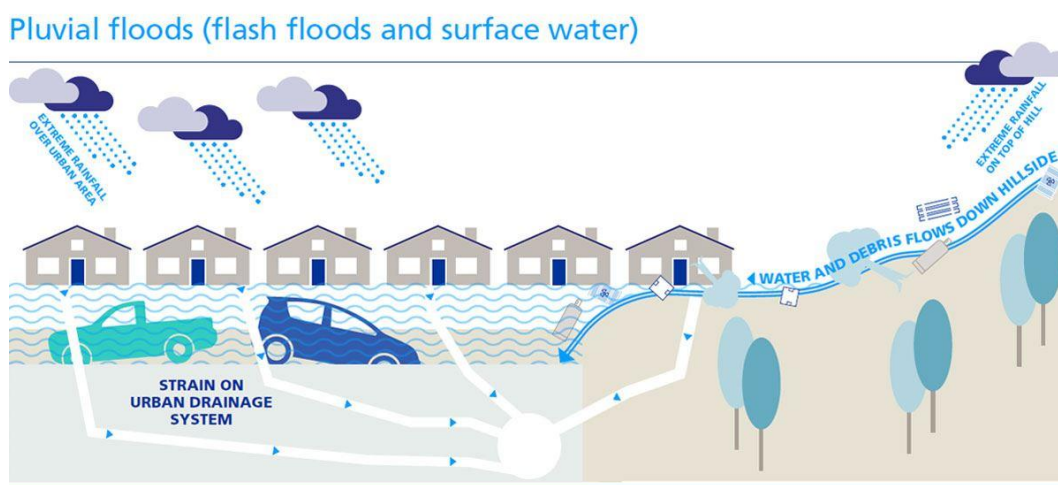 Pluvial floods (flash floods and surface water)
EXTREME RAINFALL
OVER URBAN AREA
EXTREME RAINFALL
ON TOP OF HILL
WATER AND DEBRIS FLOWS DOWN HILLSIDE
STRAIN ON
URBAN DRAINAGE
SYSTEM